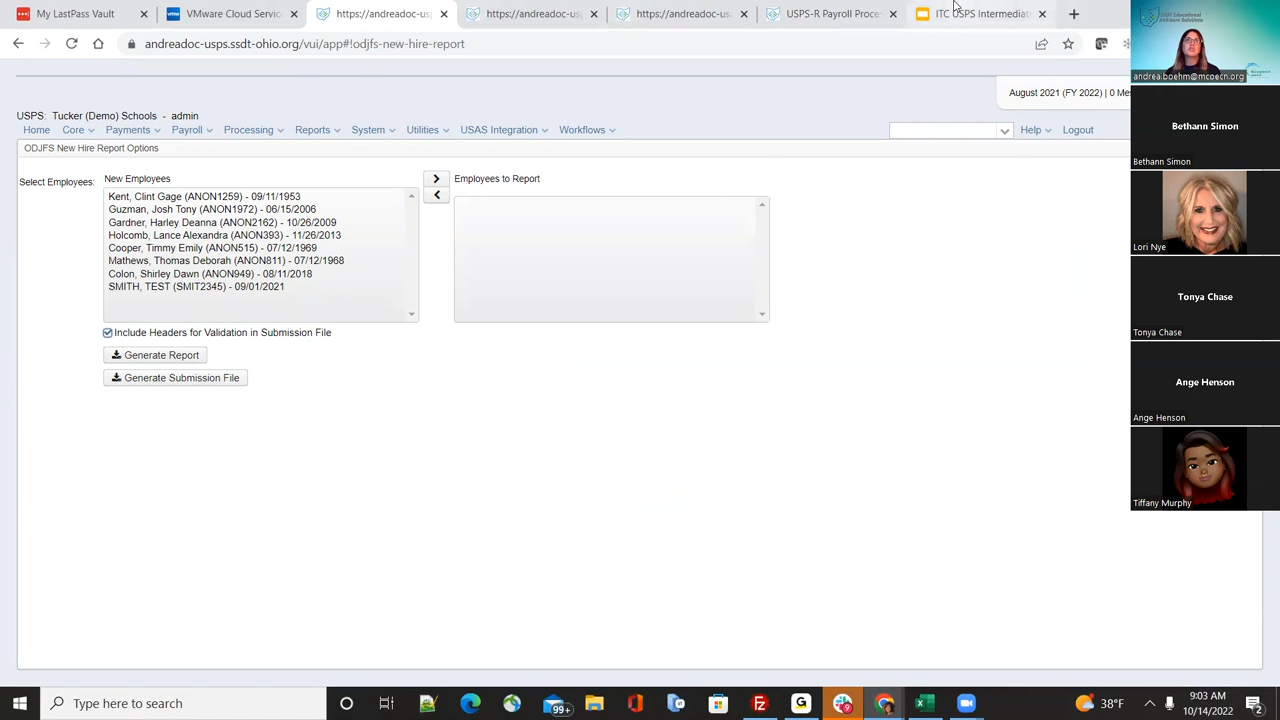 My LastPass Vault
VMware Cloud Service
https://andreadoc-us
https://andreadoc-us
https://andreadoc-us
USPS-R Payroll Proce
ITC USPS Intermediate
andreadoc-usps.ssdt-ohio.org/vui/app#!odjfs-new-hire-report
August 2021 (FY 2022) | 0 Me
USPS: Tucker (Demo) Schools - admin
Home Core Payments Payroll Processing Reports System Utilities USAS Integration Workflows Help Logout
ODJFS New Hire Report Options
Select Employees: New Employees Employees to Report
Kent, Clint Gage (ANON1259) - 09/11/1953
Guzman, Josh Tony (ANON1972) - 06/15/2006
Gardner, Harley Deanna (ANON2162) - 10/26/2009
Holcomb, Lance Alexandra (ANON393) - 11/26/2013
Cooper, Timmy Emily (ANON515) - 07/12/1969
Mathews, Thomas Deborah (ANON811) - 07/12/1968
Colon, Shirley Dawn (ANON949) - 08/11/2018
SMITH, TEST (SMIT2345) - 09/01/2021
Include Headers for Validation in Submission File
Generate Report
Generate Submission File
andrea.boehm@mcoecn.org
Bethann Simon
Bethann Simon
Lori Nye
Tonya Chase
Tonya Chase
Ange Henson
Ange Henson
Tiffany Murphy
Type here to search
99+
38°F
9:03 AM
10/14/2022
2